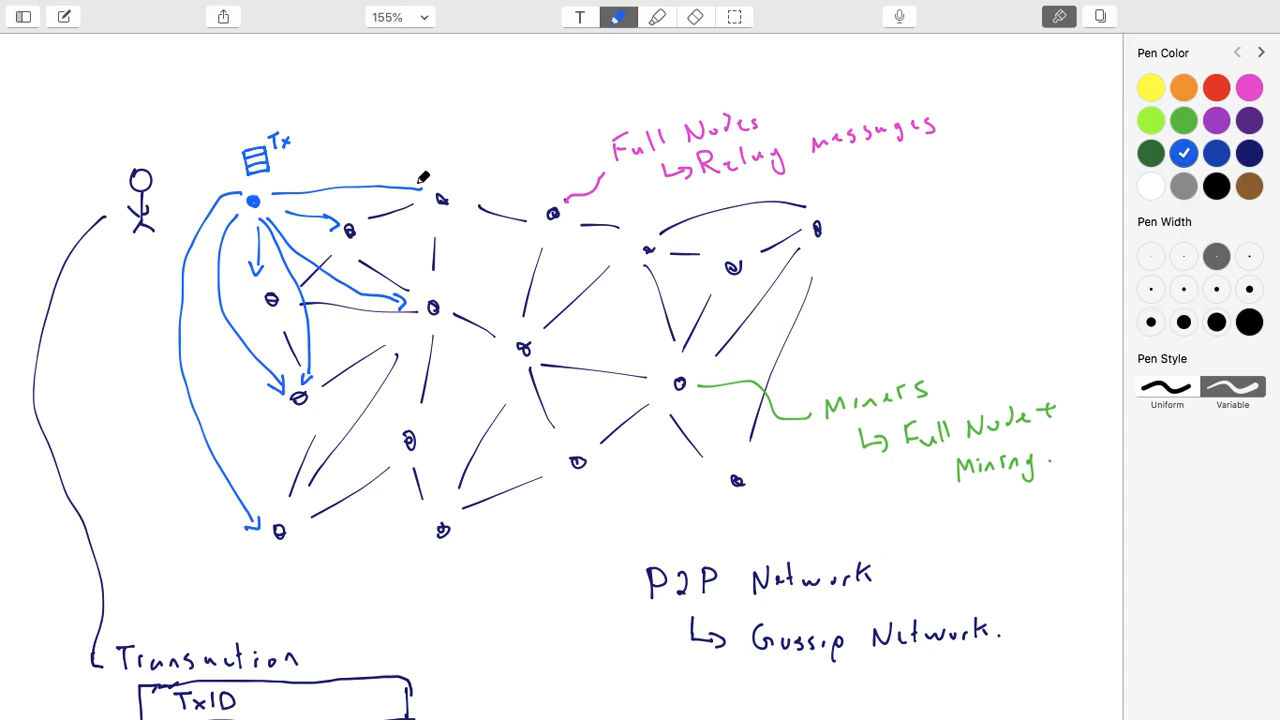 155%
T
Pen Color
Tx
Full Nodes
↳ Relay messages
Miners
↳ Full Node +
Mining.
Pen Width
Pen Style
Uniform
Variable
P2P Network
↳ Gossip Network.
Transaction
TxID